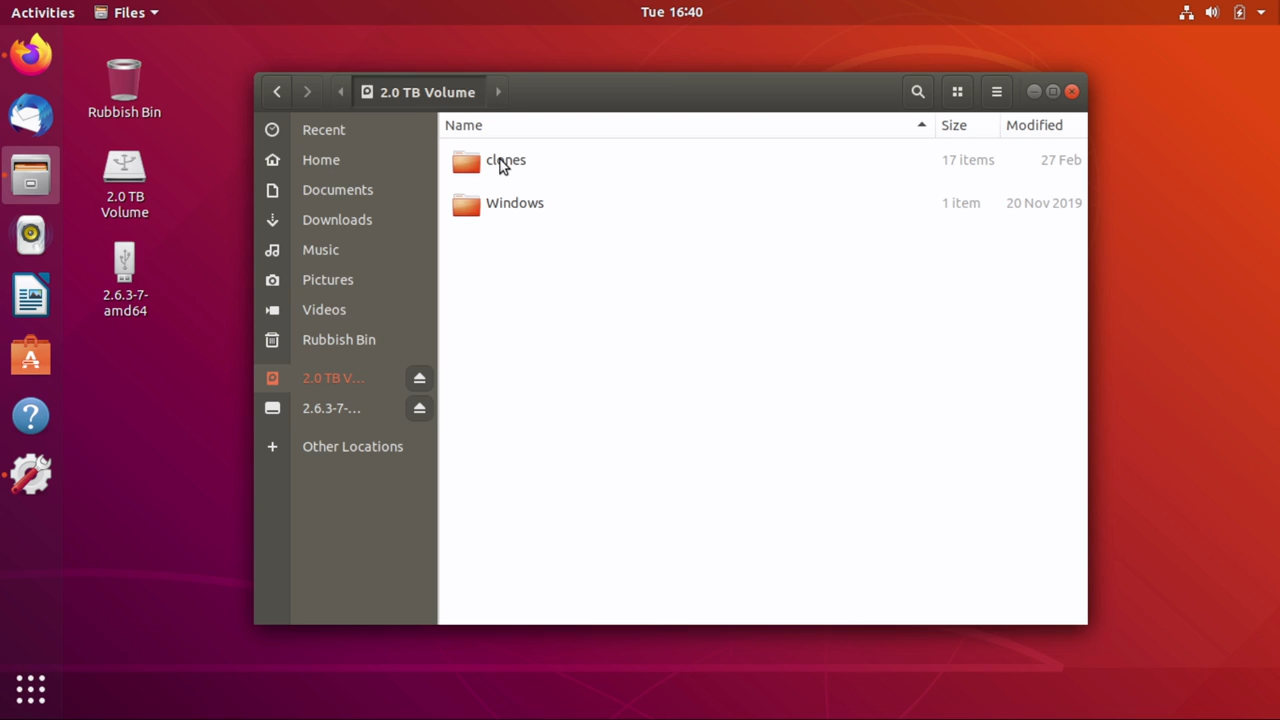 Activities
Files
Tue 16:40
Rubbish Bin
2.0 TB
Volume
2.6.3-7-
amd64
2.0 TB Volume
Recent
Home
Documents
Downloads
Music
Pictures
Videos
Rubbish Bin
2.0 TB V...
2.6.3-7-...
Other Locations
Name Size Modified
clones 17 items 27 Feb
Windows 1 item 20 Nov 2019